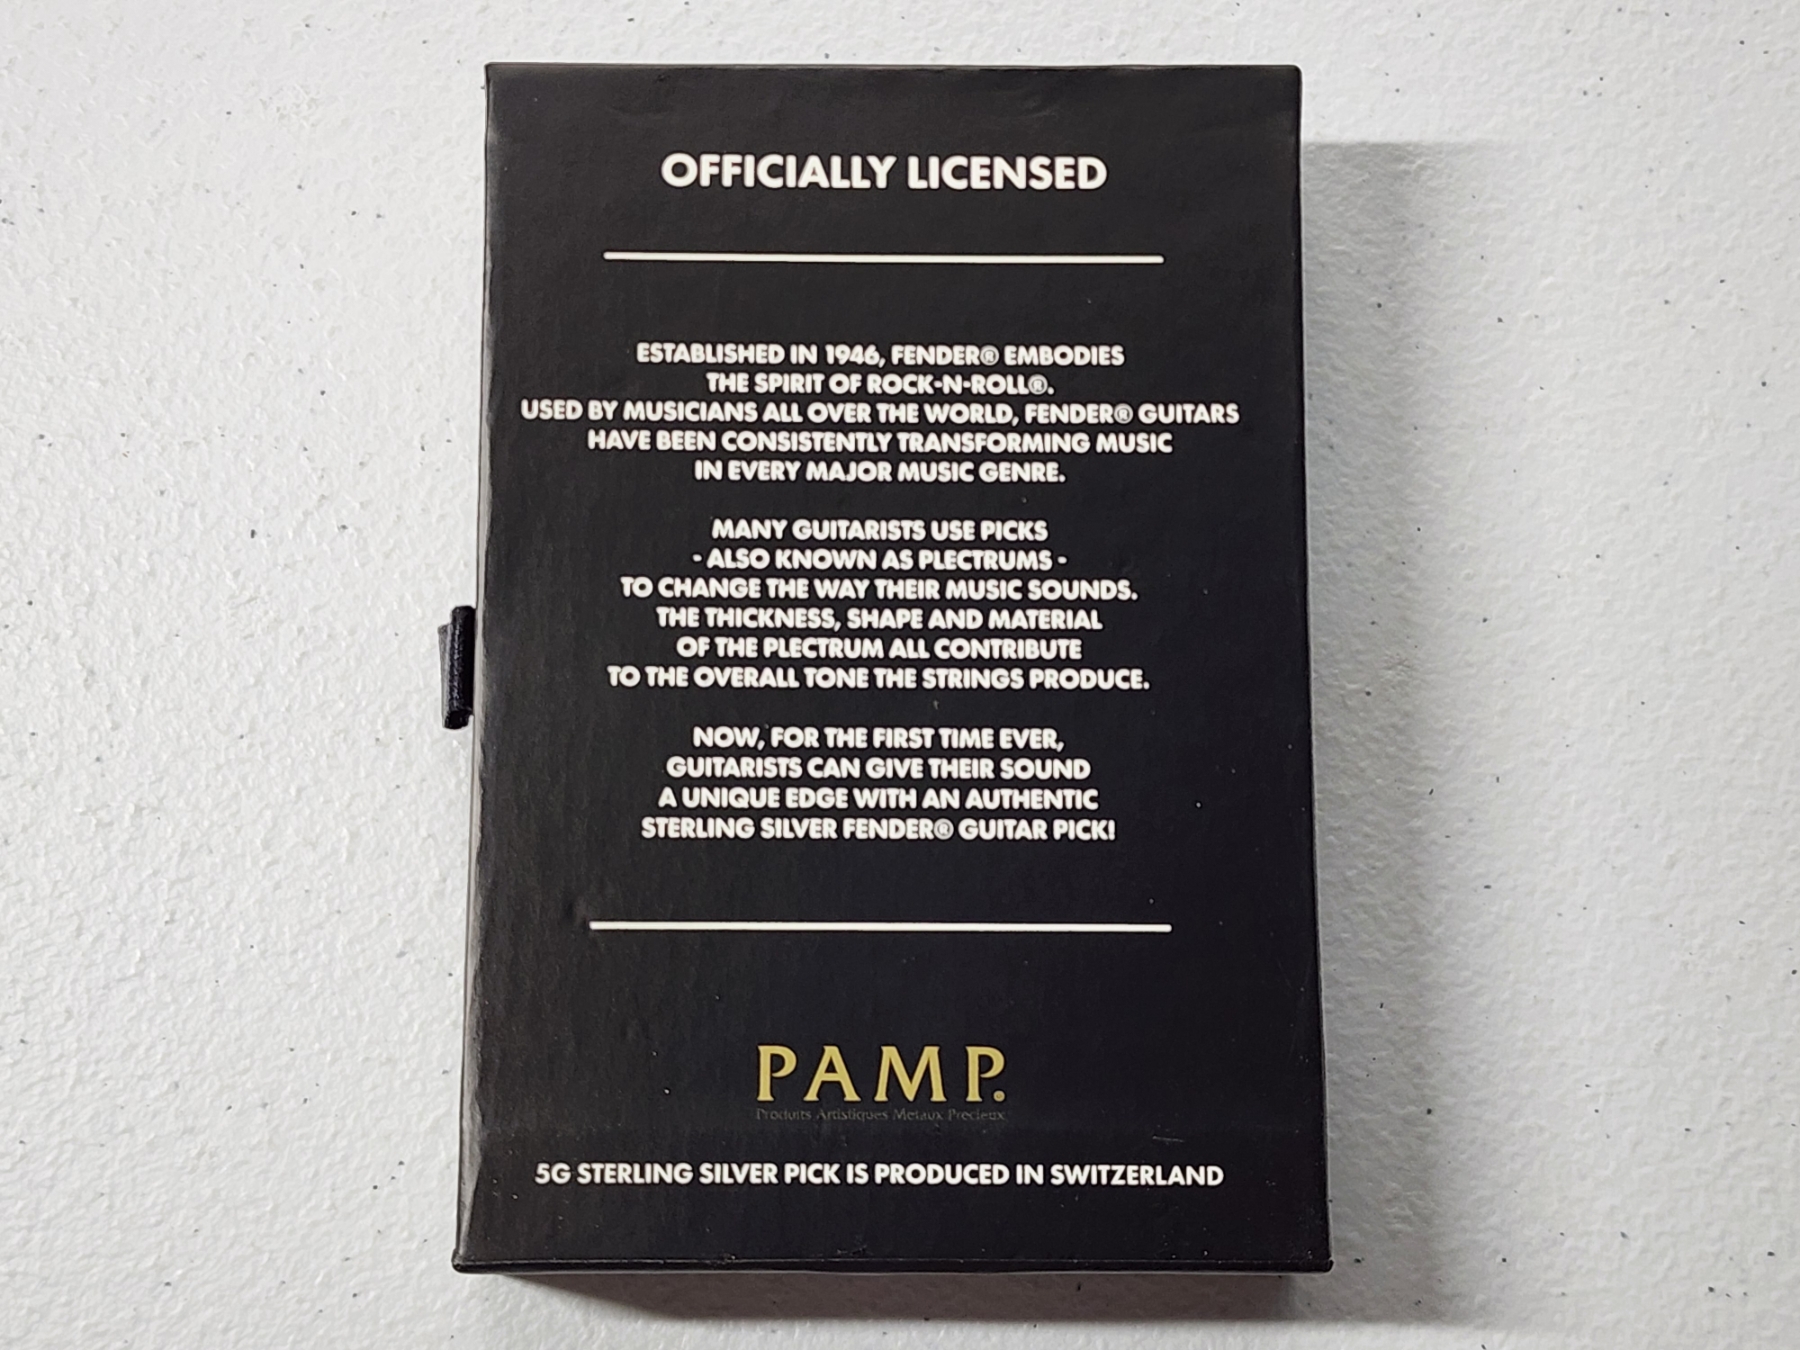 OFFICIALLY LICENSED
ESTABLISHED IN 1946, FENDER® EMBODIES
THE SPIRIT OF ROCK-N-ROLL®.
USED BY MUSICIANS ALL OVER THE WORLD, FENDER® GUITARS
HAVE BEEN CONSISTENTLY TRANSFORMING MUSIC
IN EVERY MAJOR MUSIC GENRE.
MANY GUITARISTS USE PICKS
- ALSO KNOWN AS PLECTRUMS -
TO CHANGE THE WAY THEIR MUSIC SOUNDS.
THE THICKNESS, SHAPE AND MATERIAL
OF THE PLECTRUM ALL CONTRIBUTE
TO THE OVERALL TONE THE STRINGS PRODUCE.
NOW, FOR THE FIRST TIME EVER,
GUITARISTS CAN GIVE THEIR SOUND
A UNIQUE EDGE WITH AN AUTHENTIC
STERLING SILVER FENDER® GUITAR PICK!
PAMP.
Produits Artistiques Métaux Précieux
5G STERLING SILVER PICK IS PRODUCED IN SWITZERLAND